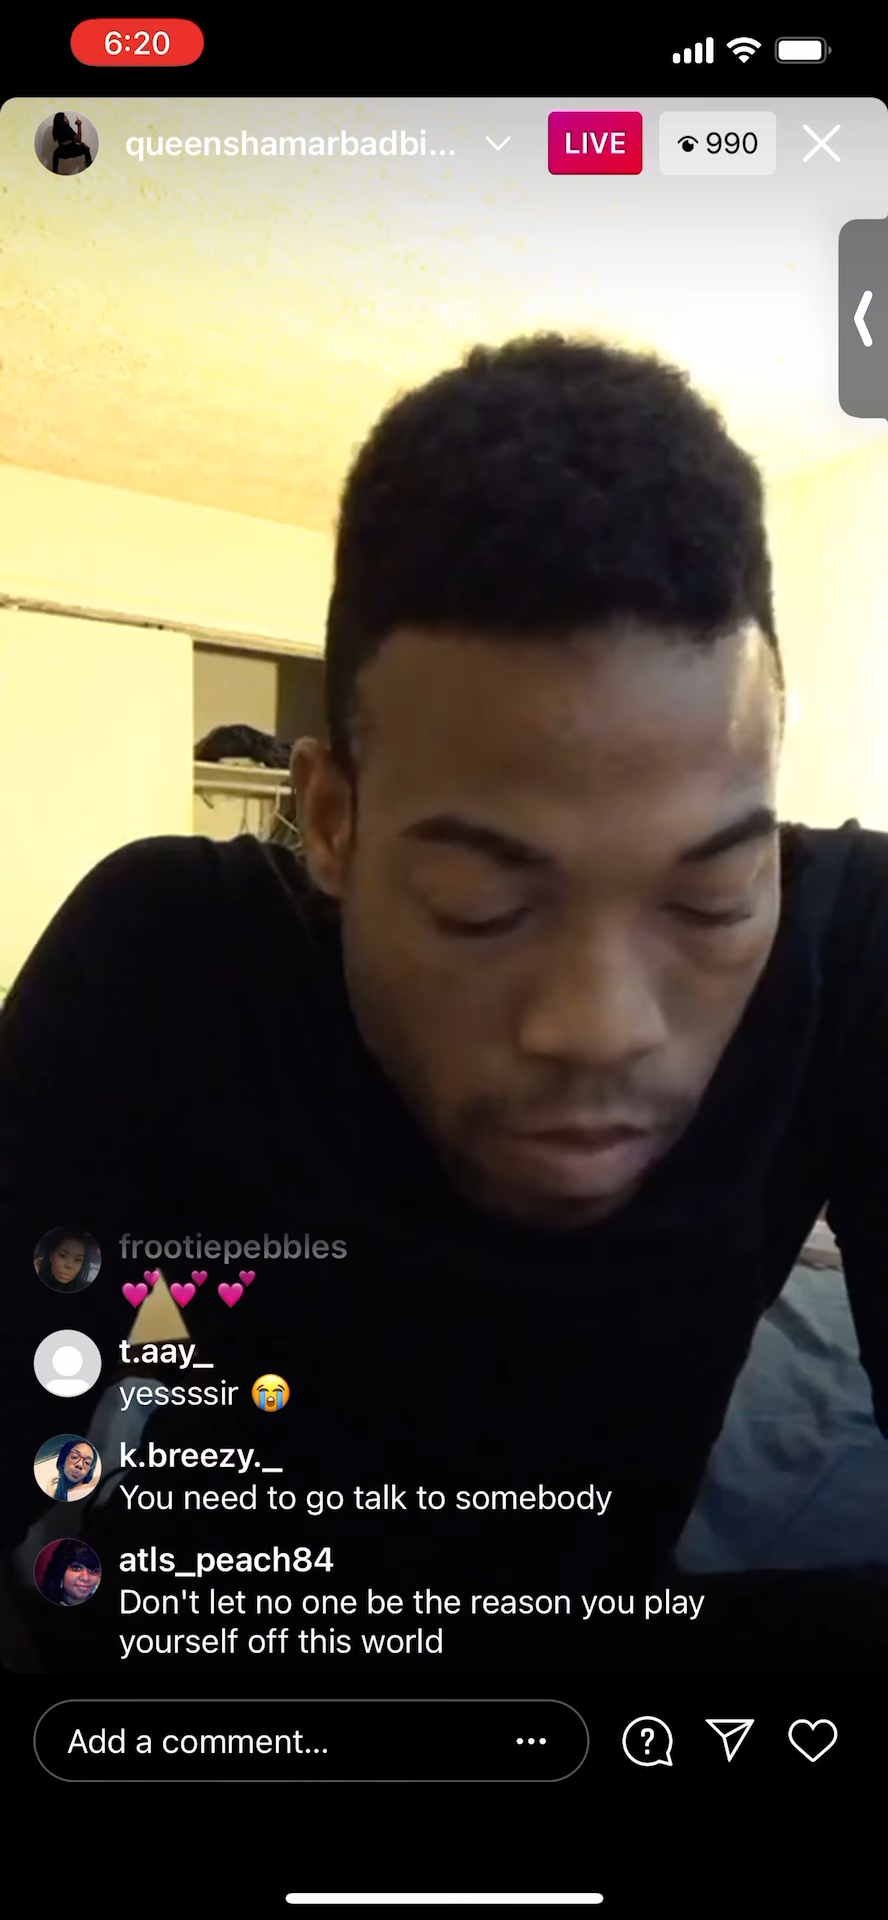 6:20
queenshamarbadbi...
LIVE
990
frootiepebbles
💕 💕 💕
t.aay_
yessssir 😭
k.breezy._
You need to go talk to somebody
atls_peach84
Don't let no one be the reason you play
yourself off this world
Add a comment...